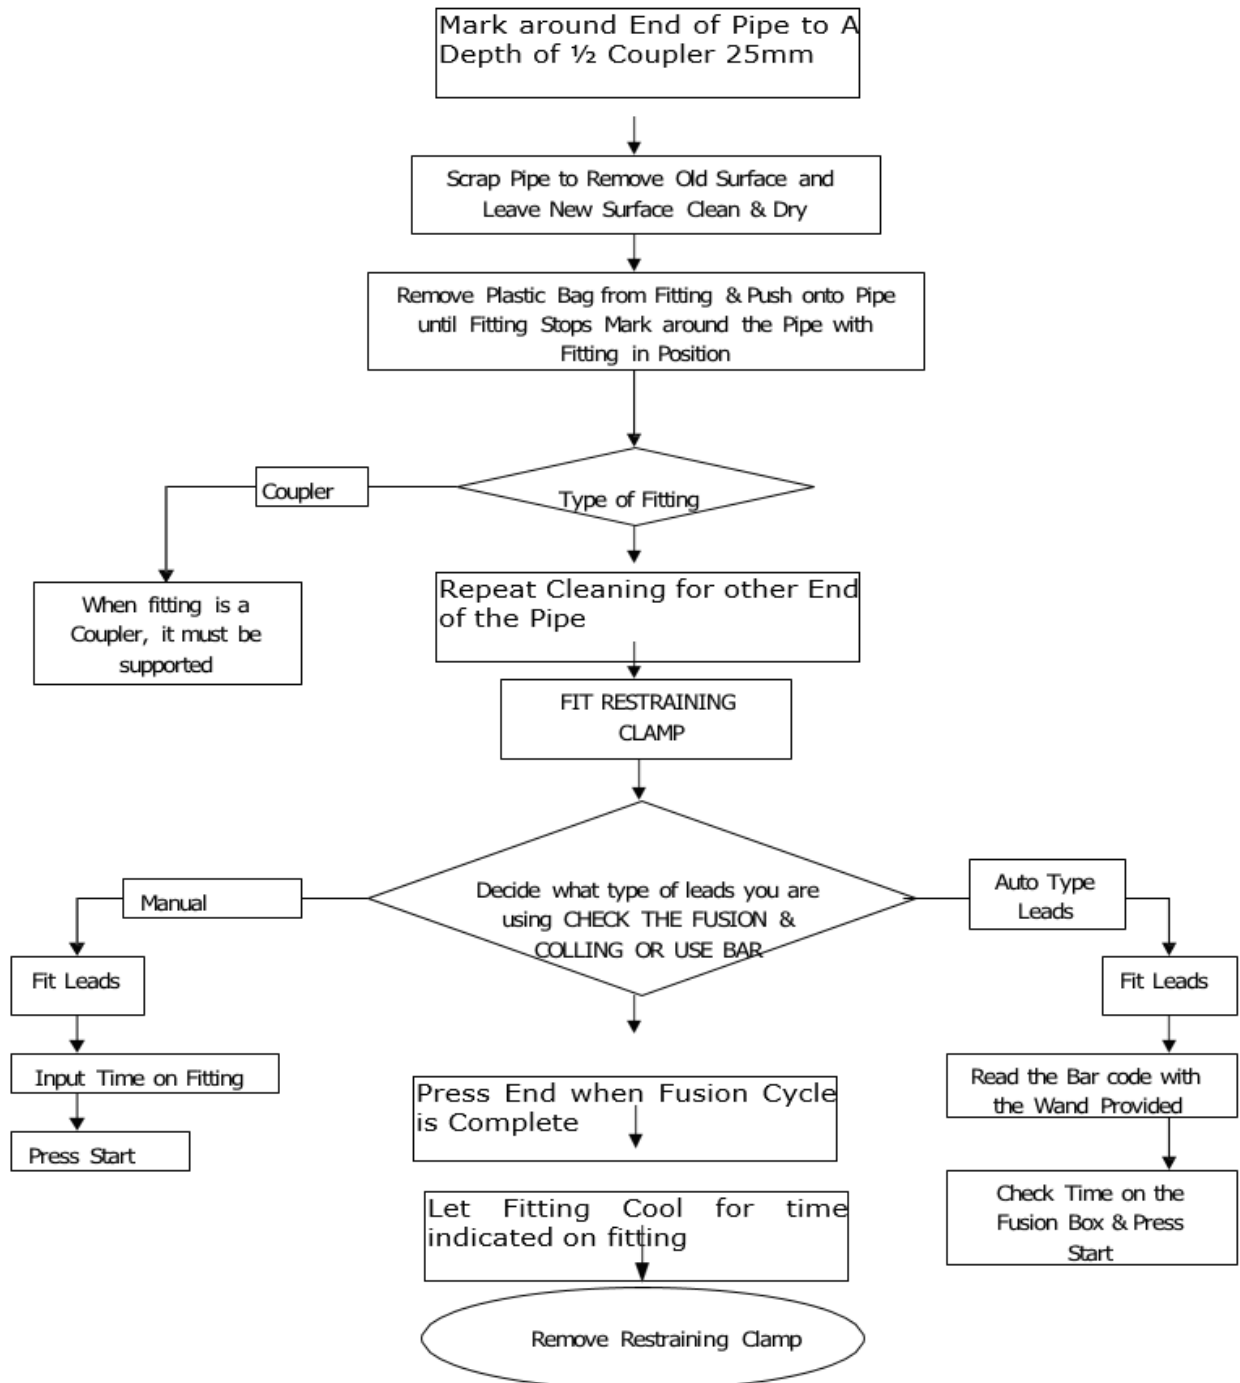 Mark around End of Pipe to A
Depth of ½ Coupler 25mm
Scrap Pipe to Remove Old Surface and
Leave New Surface Clean & Dry
Remove Plastic Bag from Fitting & Push onto Pipe
until Fitting Stops Mark around the Pipe with
Fitting in Position
Coupler
Type of Fitting
When fitting is a
Coupler, it must be
supported
Repeat Cleaning for other End
of the Pipe
FIT RESTRAINING
CLAMP
Manual
Decide what type of leads you are
using CHECK THE FUSION &
COLLING OR USE BAR
Auto Type
Leads
Fit Leads
Input Time on Fitting
Press Start
Fit Leads
Read the Bar code with
the Wand Provided
Check Time on the
Fusion Box & Press
Start
Press End when Fusion Cycle
is Complete
Let Fitting Cool for time
indicated on fitting
Remove Restraining Clamp